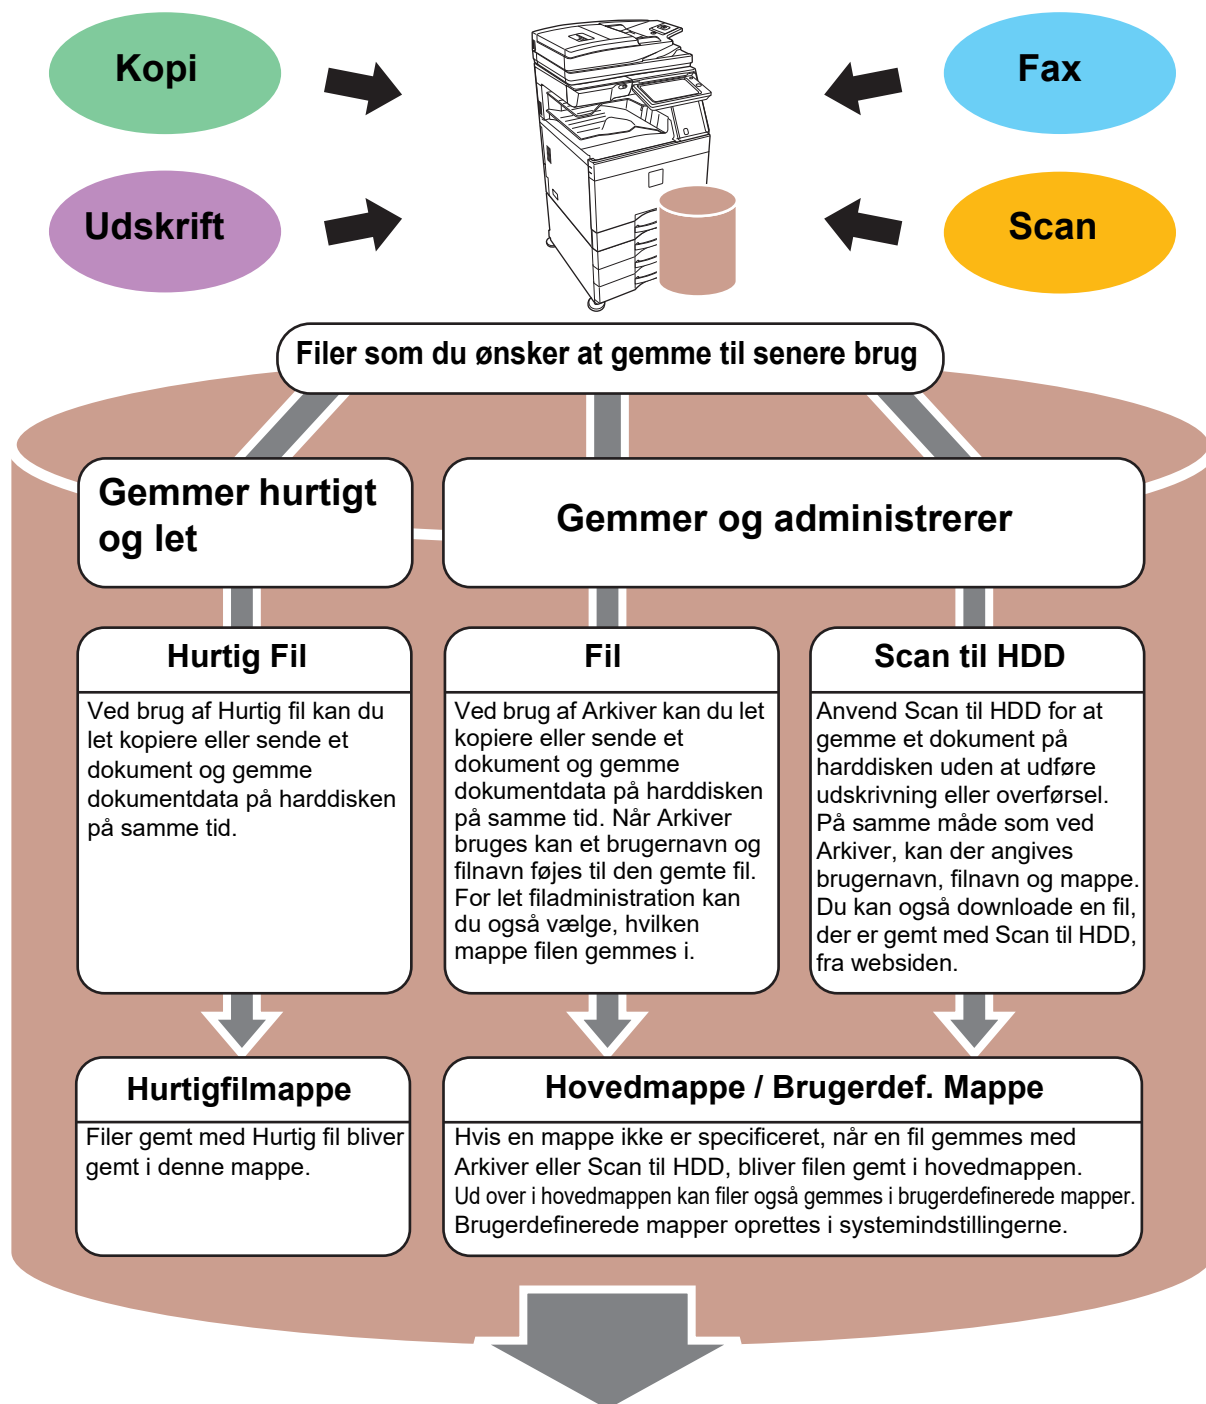 Kopi
Fax
Udskrift
Scan
Filer som du ønsker at gemme til senere brug
Gemmer hurtigt
og let
Gemmer og administrerer
Hurtig Fil
Ved brug af Hurtig fil kan du
let kopiere eller sende et
dokument og gemme
dokumentdata på harddisken
på samme tid.
Fil
Ved brug af Arkiver kan du let
kopiere eller sende et
dokument og gemme
dokumentdata på harddisken
på samme tid. Når Arkiver
bruges kan et brugernavn og
filnavn føjes til den gemte fil.
For let filadministration kan
du også vælge, hvilken
mappe filen gemmes i.
Scan til HDD
Anvend Scan til HDD for at
gemme et dokument på
harddisken uden at udføre
udskrivning eller overførsel.
På samme måde som ved
Arkiver, kan der angives
brugernavn, filnavn og mappe.
Du kan også downloade en fil,
der er gemt med Scan til HDD,
fra websiden.
Hurtigfilmappe
Filer gemt med Hurtig fil bliver
gemt i denne mappe.
Hovedmappe / Brugerdef. Mappe
Hvis en mappe ikke er specificeret, når en fil gemmes med
Arkiver eller Scan til HDD, bliver filen gemt i hovedmappen.
Ud over i hovedmappen kan filer også gemmes i brugerdefinerede mapper.
Brugerdefinerede mapper oprettes i systemindstillingerne.